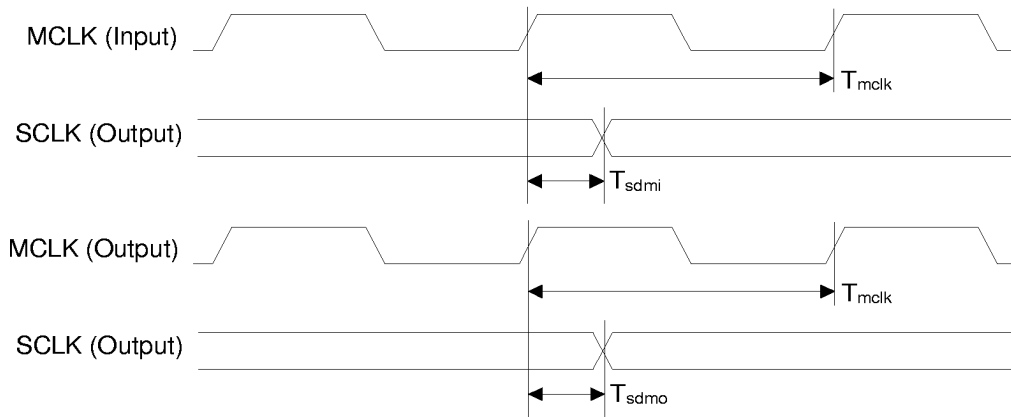 MCLK (Input)
Tmclk
SCLK (Output)
Tsdmi
MCLK (Output)
Tmclk
SCLK (Output)
Tsdmo